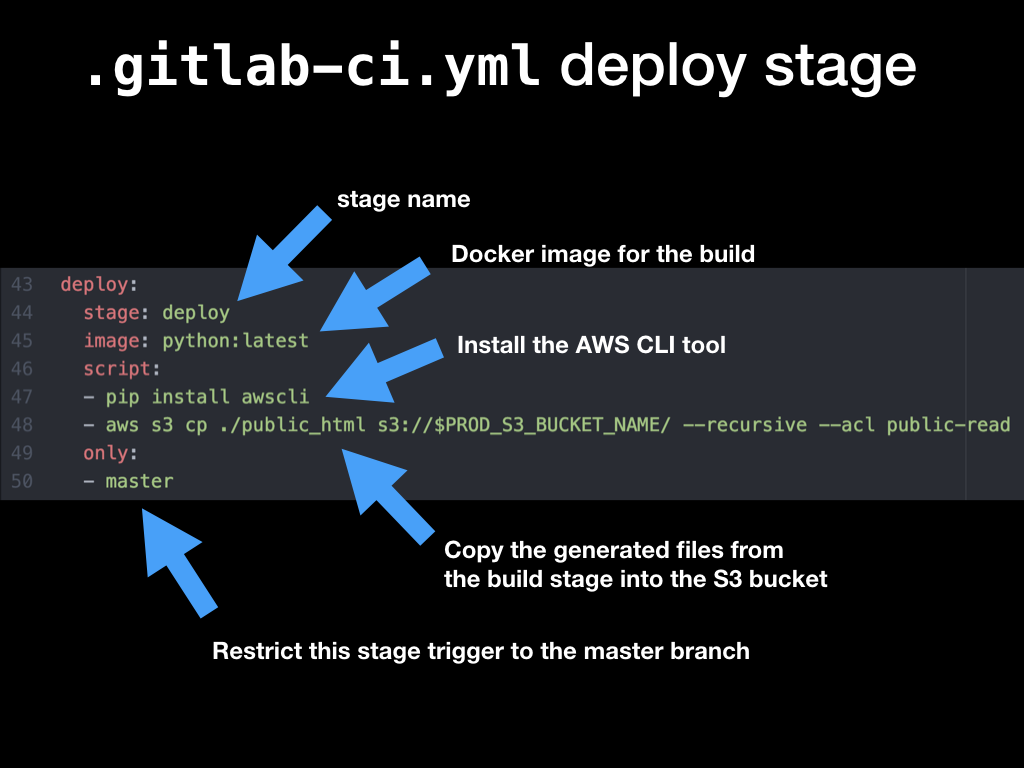 .gitlab-ci.yml deploy stage
stage name
Docker image for the build
43 deploy:
44 stage: deploy
45 image: python:latest
Install the AWS CLI tool
46 script:
47 - pip install awscli
48 - aws s3 cp ./public_html s3://$PROD_S3_BUCKET_NAME/ --recursive --acl public-read
49 only:
50 - master
Copy the generated files from
the build stage into the S3 bucket
Restrict this stage trigger to the master branch